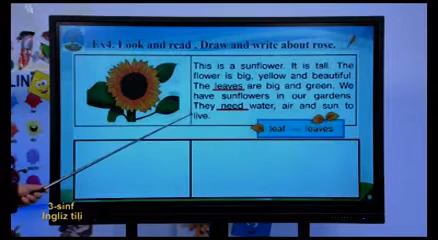 Ex4. Look and read . Draw and write about rose.
This is a sunflower. It is tall. The
flower is big, yellow and beautiful.
The leaves are big and green. We
have sunflowers in our gardens.
They need water, air and sun to
live.
leaf — leaves
3-sinf
Ingliz tili